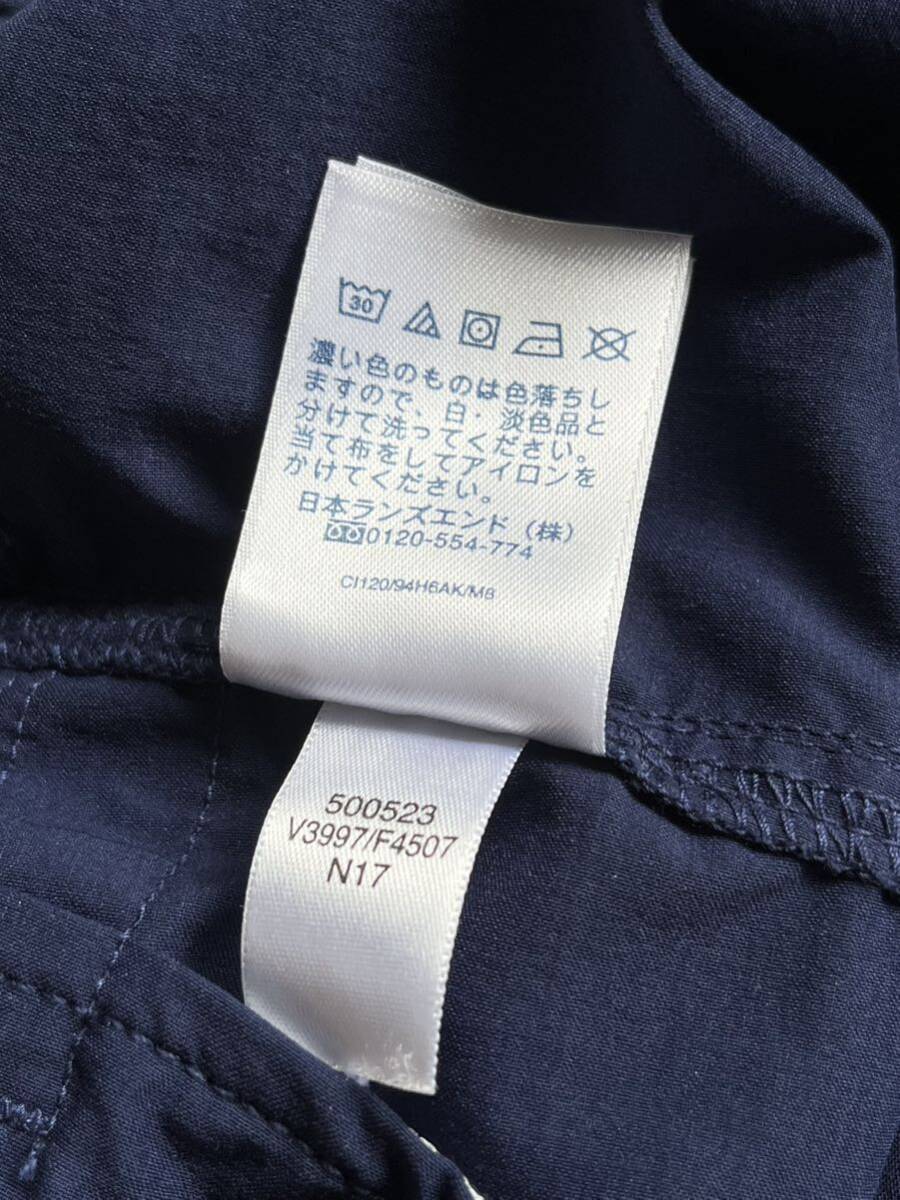 30
濃い色のものは色落ちし
ますので、白・淡色品と
分けて洗ってください。
当て布をしてアイロンを
かけてください。
日本ランズエンド（株）
0120-554-774
CI120/94H6AK/MB
500523
V3997/F4507
N17